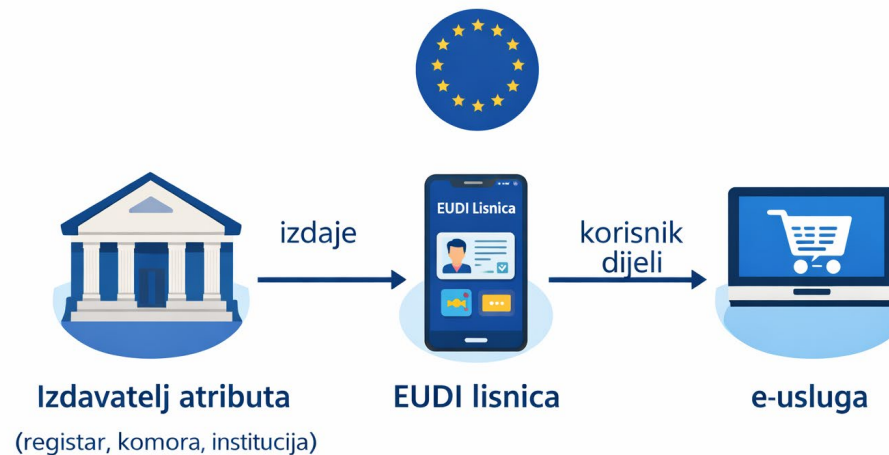 EUDI Lisnica
izdaje
korisnik
dijeli
Izdavatelj atributa
(registar, komora, institucija)
EUDI lisnica
e-usluga